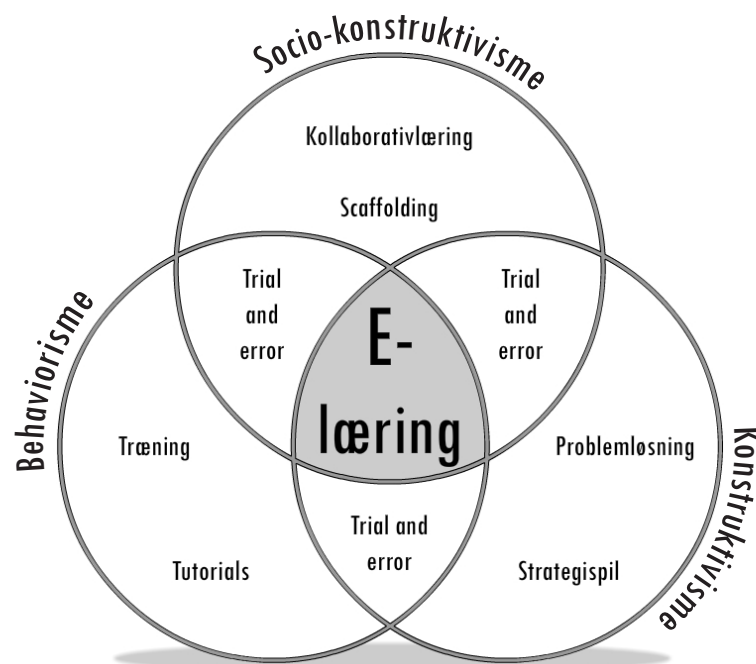 Socio-konstruktivisme
Kollaborativlæring
Scaffolding
Trial
and
error
Trial
and
error
E-
læring
Behaviorisme
Træning
Tutorials
Trial and
error
Problemløsning
Strategispil
Konstruktivisme